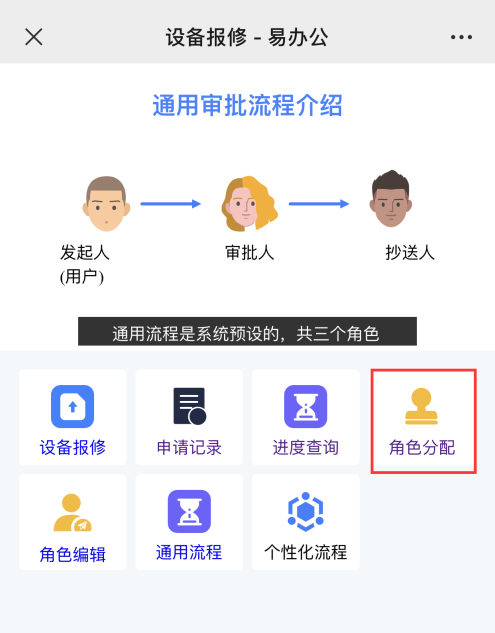 设备报修 - 易办公
通用审批流程介绍
发起人
(用户)
审批人
抄送人
通用流程是系统预设的，共三个角色
设备报修
申请记录
进度查询
角色分配
角色编辑
通用流程
个性化流程